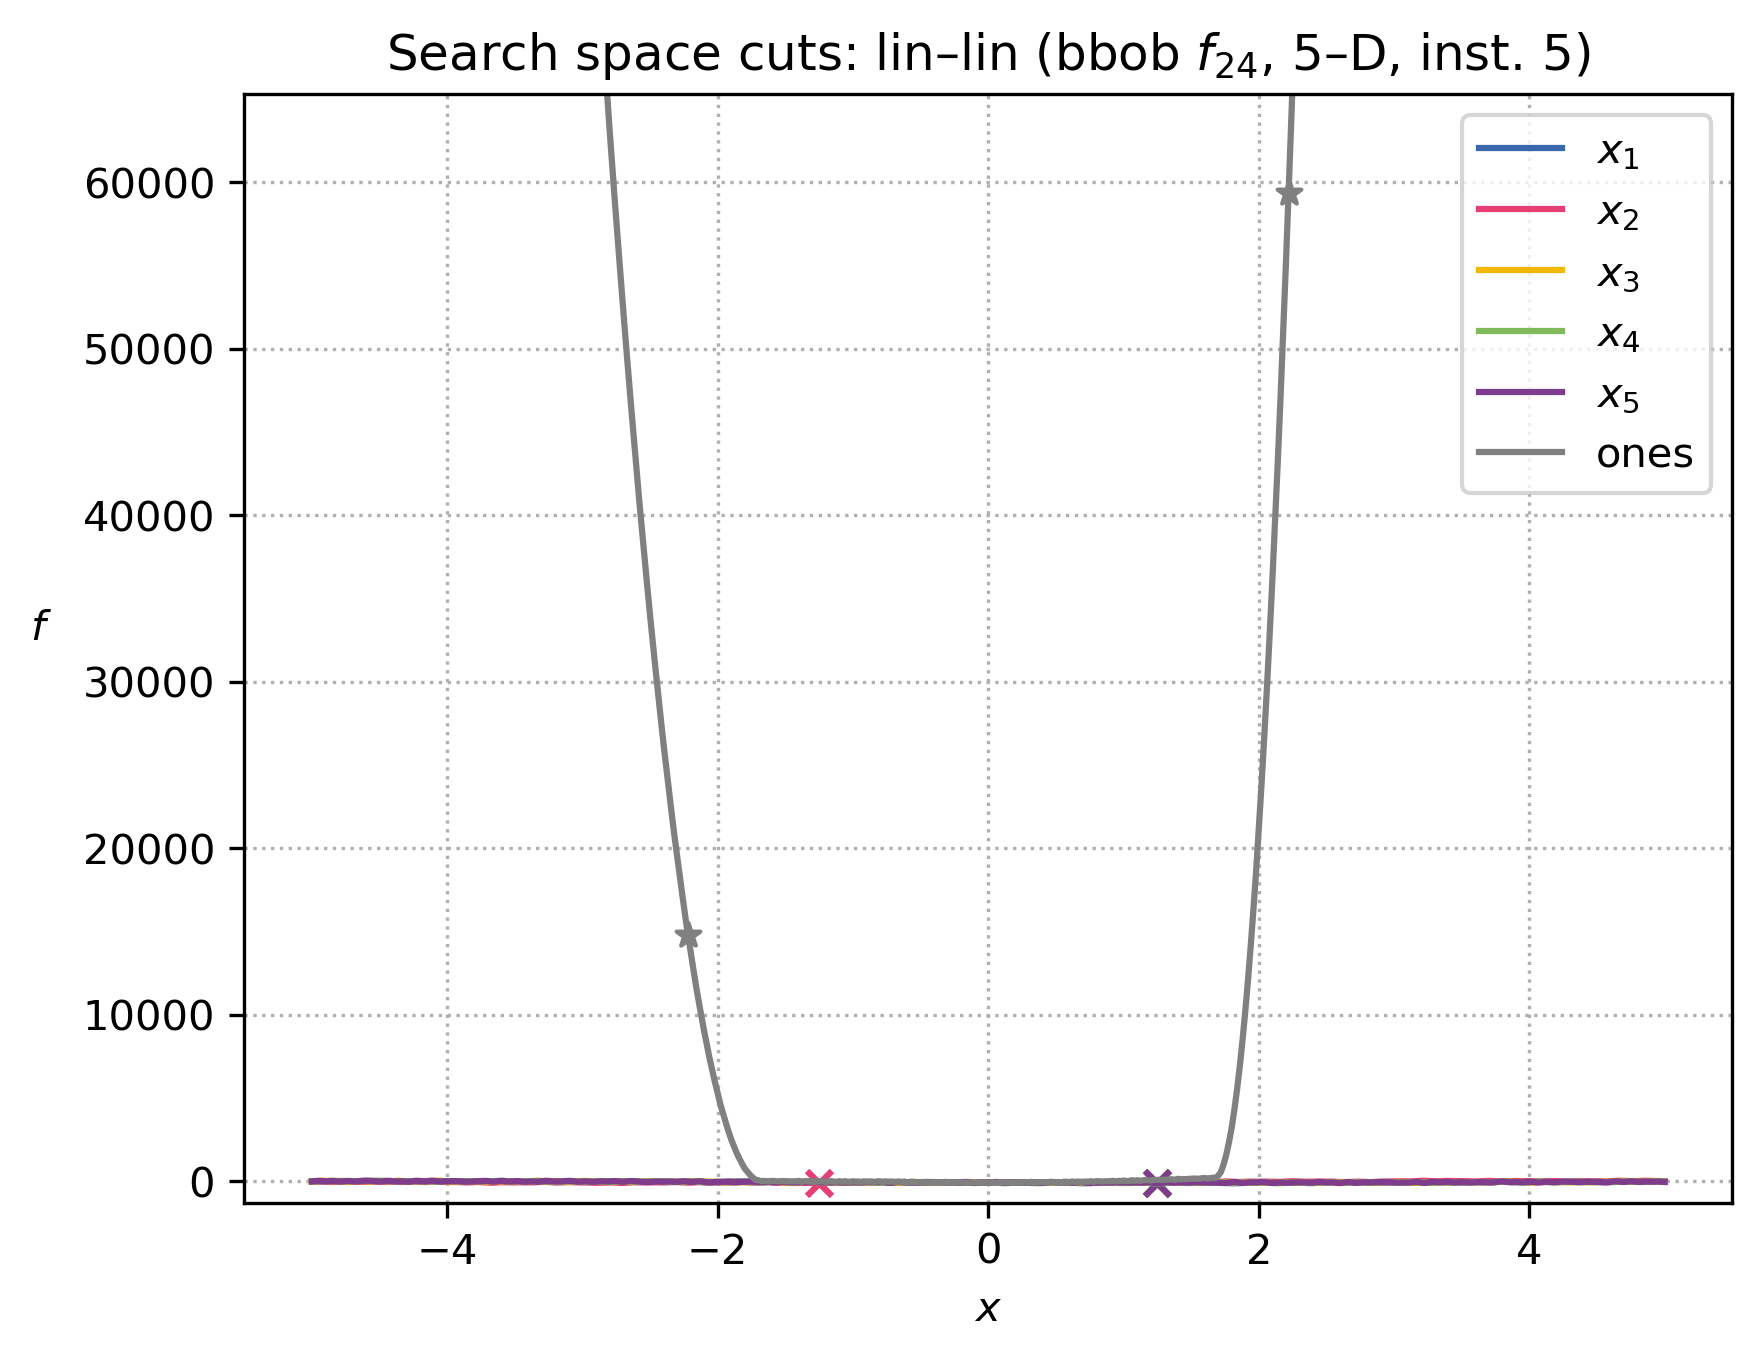 Search space cuts: lin–lin (bbob f₂₄, 5–D, inst. 5)
f
60000
50000
40000
30000
20000
10000
0
−4
−2
0
2
4
x
x₁
x₂
x₃
x₄
x₅
ones